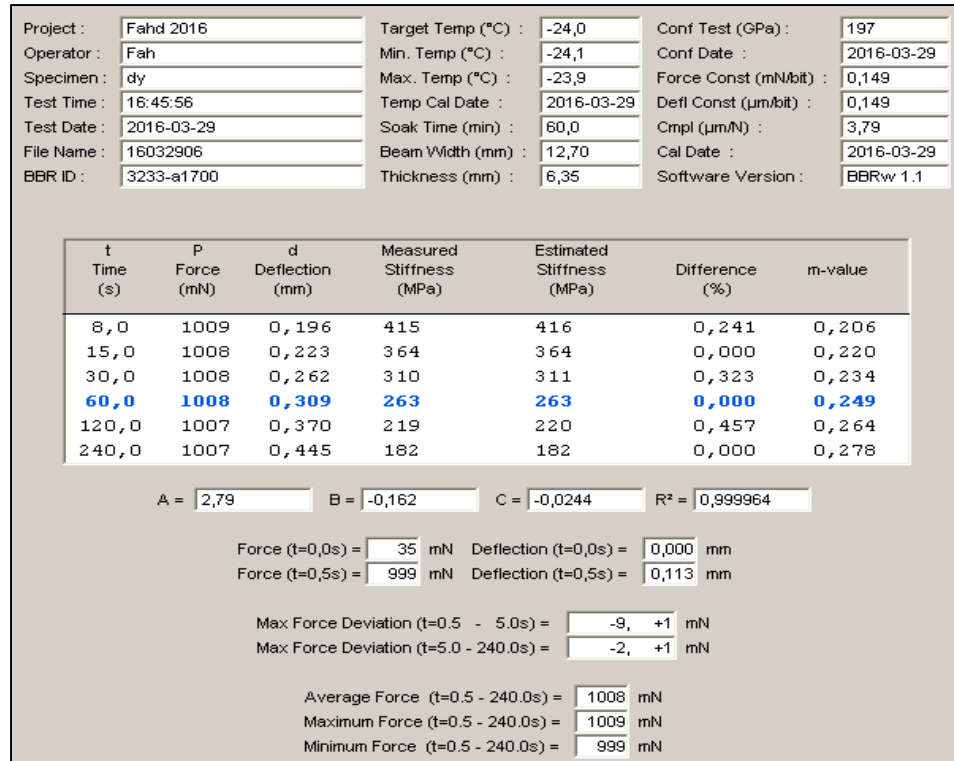 Project : Fahd 2016 Target Temp (°C) : -24,0 Conf Test (GPa) : 197
Operator : Fah Min. Temp (°C) : -24,1 Conf Date : 2016-03-29
Specimen : dy Max. Temp (°C) : -23,9 Force Const (mN/bit) : 0,149
Test Time : 16:45:56 Temp Cal Date : 2016-03-29 Defl Const (µm/bit) : 0,149
Test Date : 2016-03-29 Soak Time (min) : 60,0 Cmpl (µm/N) : 3,79
File Name : 16032906 Beam Width (mm) : 12,70 Cal Date : 2016-03-29
BBR ID : 3233-a1700 Thickness (mm) : 6,35 Software Version : BBRw 1.1
t P d Measured Estimated
Time Force Deflection Stiffness Stiffness Difference m-value
(s) (mN) (mm) (MPa) (MPa) (%)
8,0 1009 0,196 415 416 0,241 0,206
15,0 1008 0,223 364 364 0,000 0,220
30,0 1008 0,262 310 311 0,323 0,234
60,0 1008 0,309 263 263 0,000 0,249
120,0 1007 0,370 219 220 0,457 0,264
240,0 1007 0,445 182 182 0,000 0,278
A = 2,79 B = -0,162 C = -0,0244 R² = 0,999964
Force (t=0,0s) = 35 mN Deflection (t=0,0s) = 0,000 mm
Force (t=0,5s) = 999 mN Deflection (t=0,5s) = 0,113 mm
Max Force Deviation (t=0.5 - 5.0s) = -9, +1 mN
Max Force Deviation (t=5.0 - 240.0s) = -2, +1 mN
Average Force (t=0.5 - 240.0s) = 1008 mN
Maximum Force (t=0.5 - 240.0s) = 1009 mN
Minimum Force (t=0.5 - 240.0s) = 999 mN